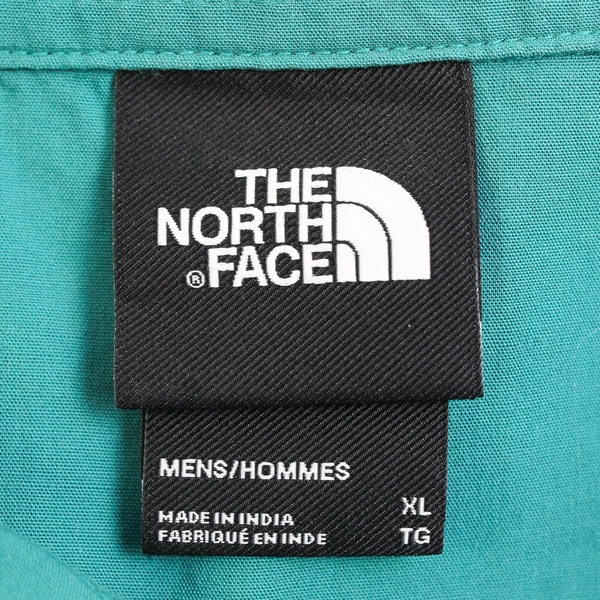 THE
NORTH
® FACE
MENS/HOMMES
XL
MADE IN INDIA
FABRIQUÉ EN INDE
TG